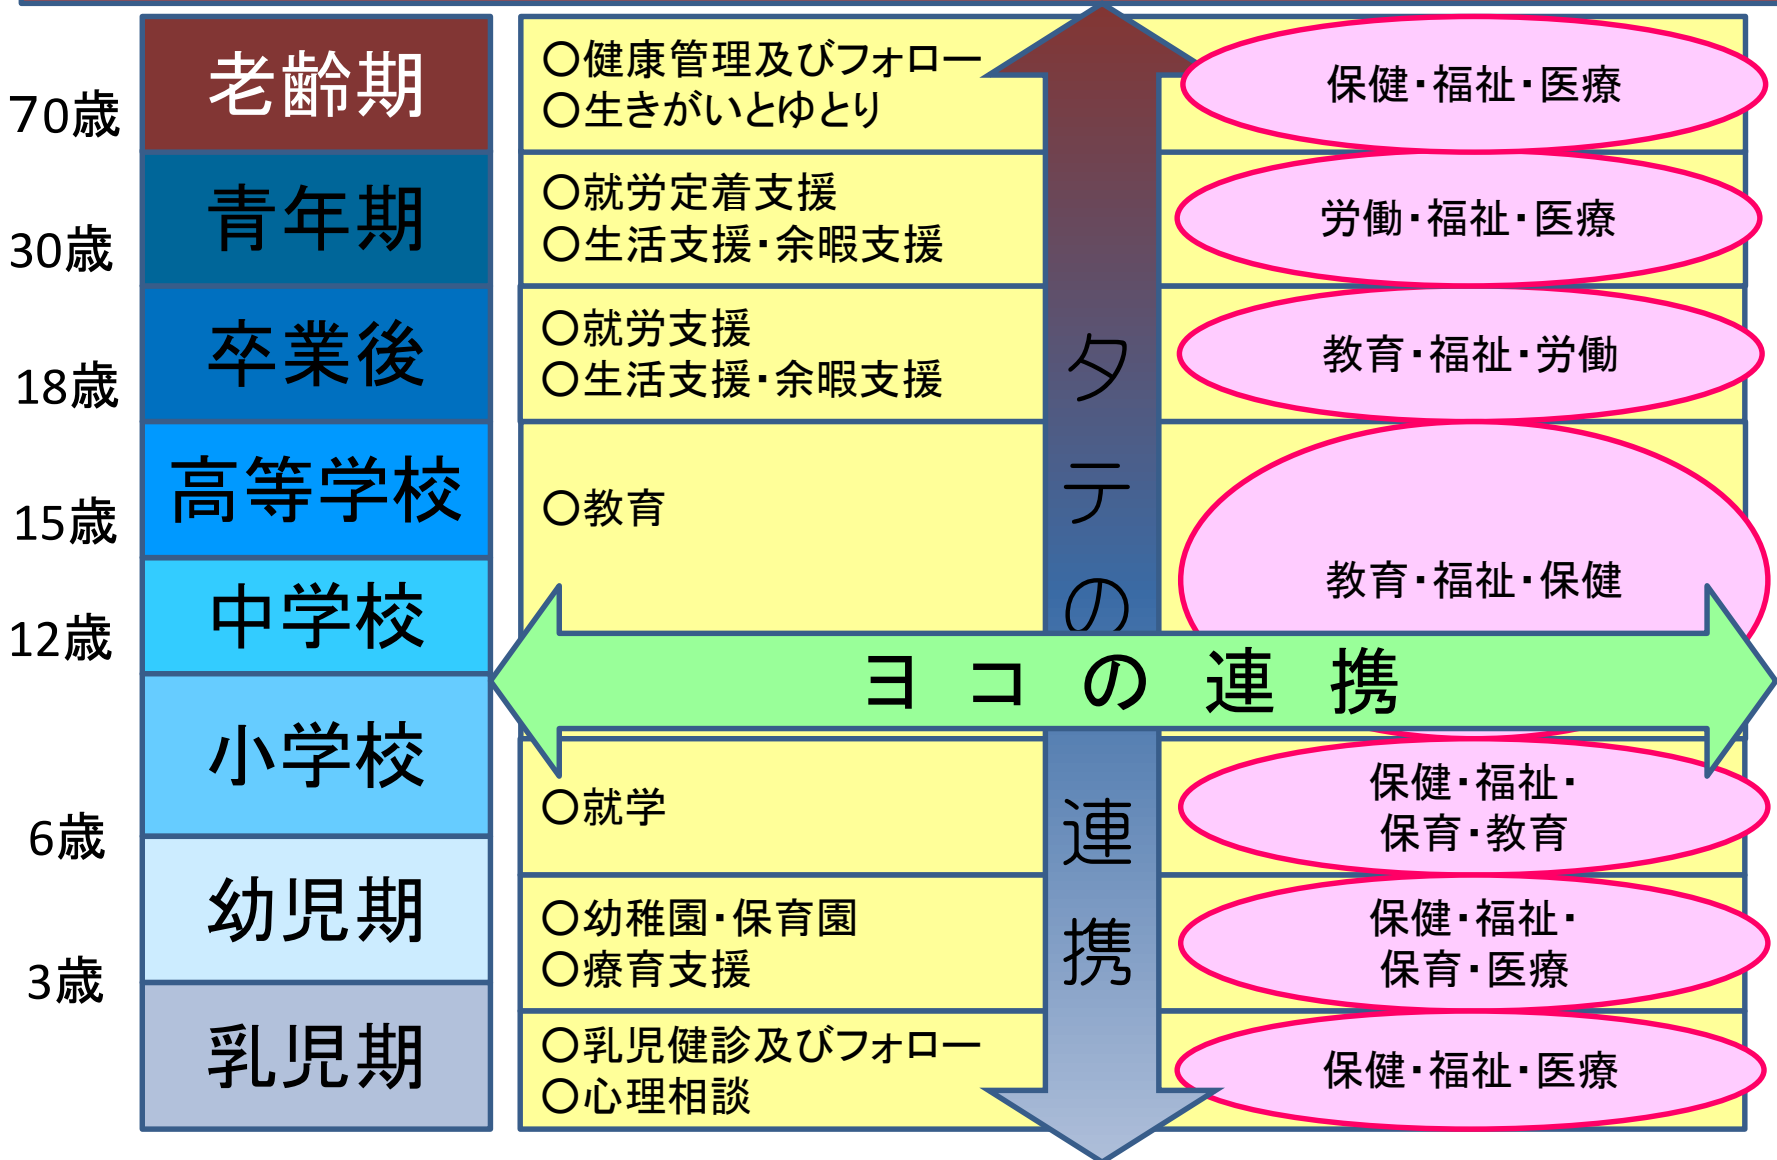 老齢期
○健康管理及びフォロー
○生きがいとゆとり
保健・福祉・医療
70歳
青年期
○就労定着支援
○生活支援・余暇支援
労働・福祉・医療
30歳
卒業後
○就労支援
○生活支援・余暇支援
教育・福祉・労働
18歳
高等学校
○教育
教育・福祉・保健
15歳
中学校
12歳
タテの連携
ヨコの連携
小学校
○就学
保健・福祉・
保育・教育
6歳
幼児期
○幼稚園・保育園
○療育支援
保健・福祉・
保育・医療
3歳
乳児期
○乳児健診及びフォロー
○心理相談
保健・福祉・医療